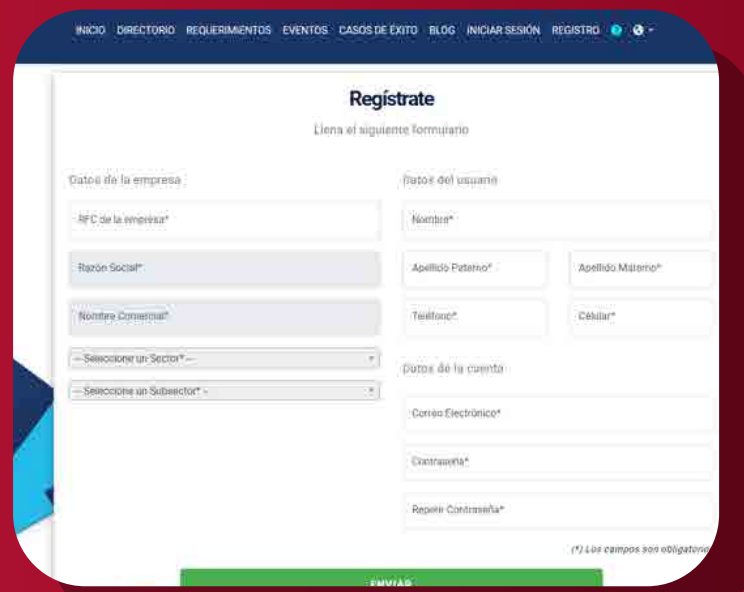 INICIO DIRECTORIO REQUERIMIENTOS EVENTOS CASOS DE ÉXITO BLOG INICIAR SESIÓN REGISTRO
Regístrate
Llena el siguiente formulario
Datos de la empresa
RFC de la empresa*
Razón Social*
Nombre Comercial*
-- Seleccione un Sector* --
-- Seleccione un Subsector* --
Datos del usuario
Nombre*
Apellido Paterno* Apellido Materno*
Teléfono* Célular*
Datos de la cuenta
Correo Electrónico*
Contraseña*
Repetir Contraseña*
(*) Los campos son obligatorio
ENVIAR